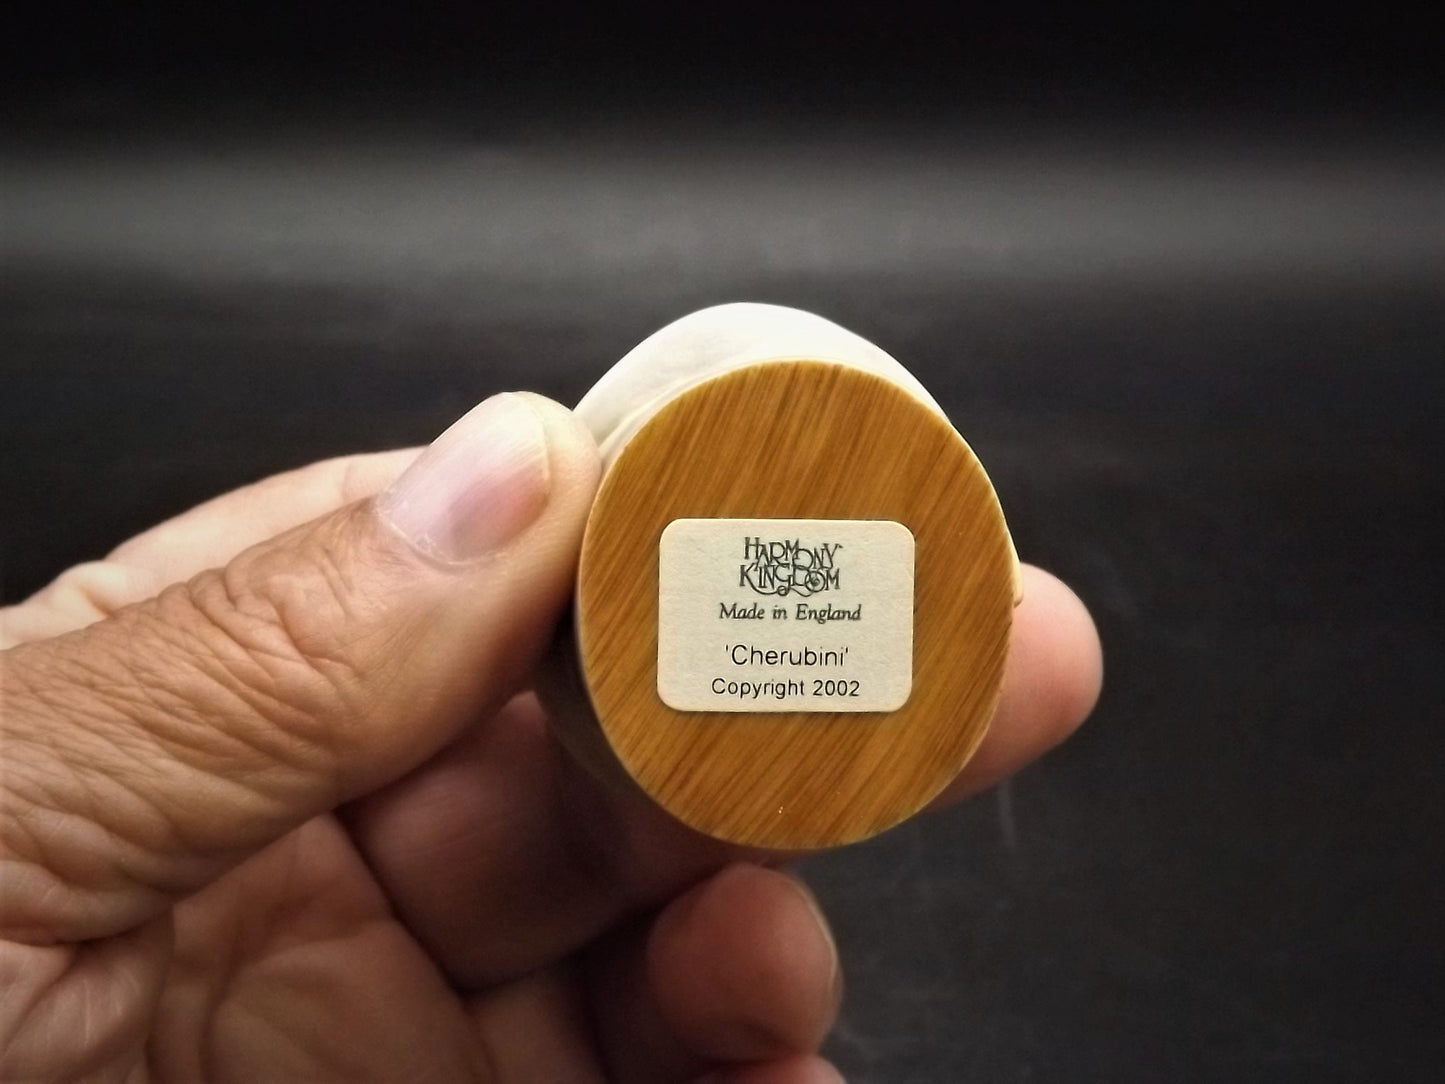 HARMONY
KINGDOM
Made in England
'Cherubini'
Copyright 2002